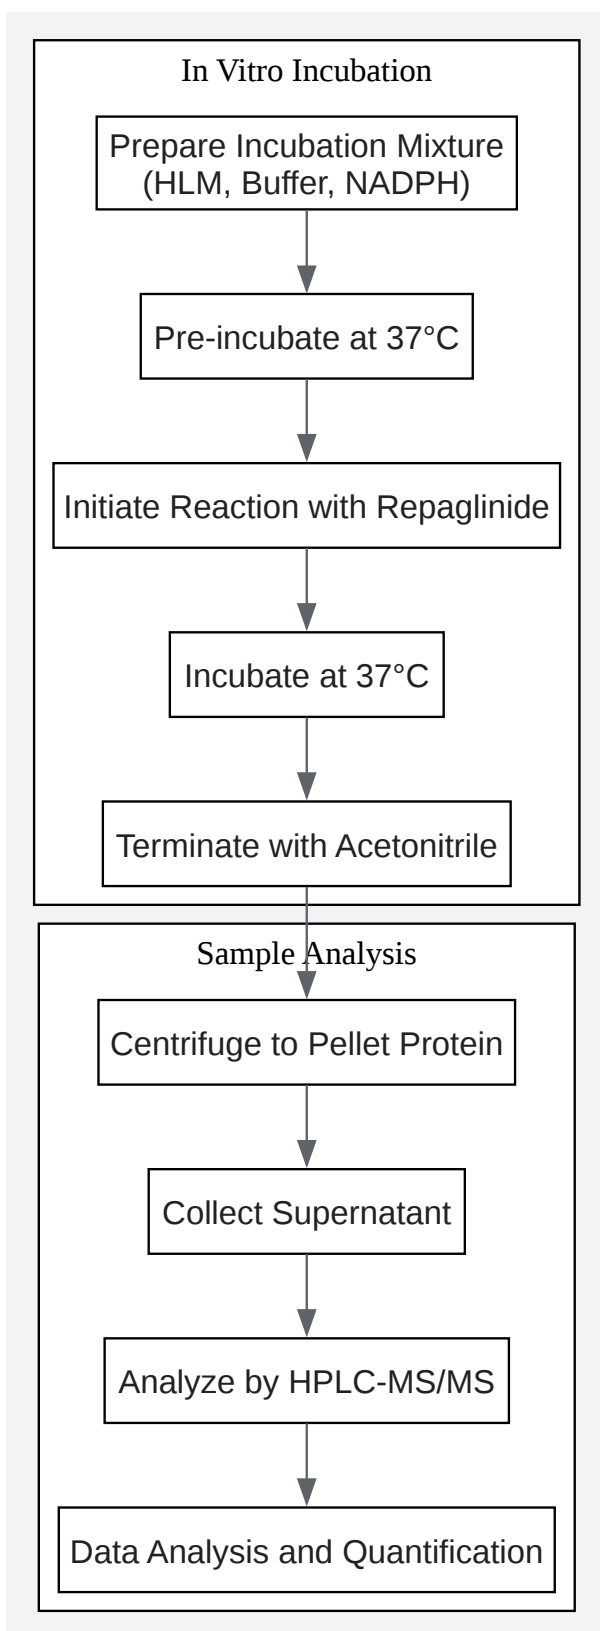 In Vitro Incubation
Prepare Incubation Mixture
(HLM, Buffer, NADPH)
Pre-incubate at 37°C
Initiate Reaction with Repaglinide
Incubate at 37°C
Terminate with Acetonitrile
Sample Analysis
Centrifuge to Pellet Protein
Collect Supernatant
Analyze by HPLC-MS/MS
Data Analysis and Quantification